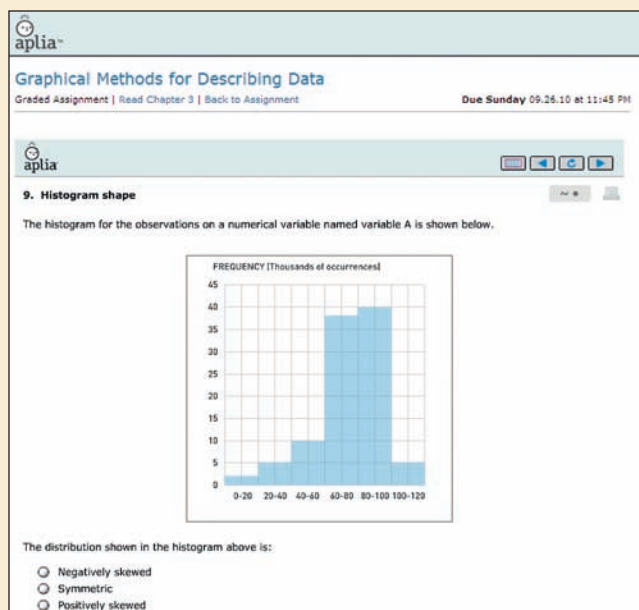 aplia™
Graphical Methods for Describing Data
Graded Assignment | Read Chapter 3 | Back to Assignment
Due Sunday 09.26.10 at 11:45 PM
aplia
9. Histogram shape
The histogram for the observations on a numerical variable named variable A is shown below.
FREQUENCY [Thousands of occurrences]
45
40
35
30
25
20
15
10
5
0
0-20 20-40 40-60 60-80 80-100 100-120
The distribution shown in the histogram above is:
Negatively skewed
Symmetric
Positively skewed